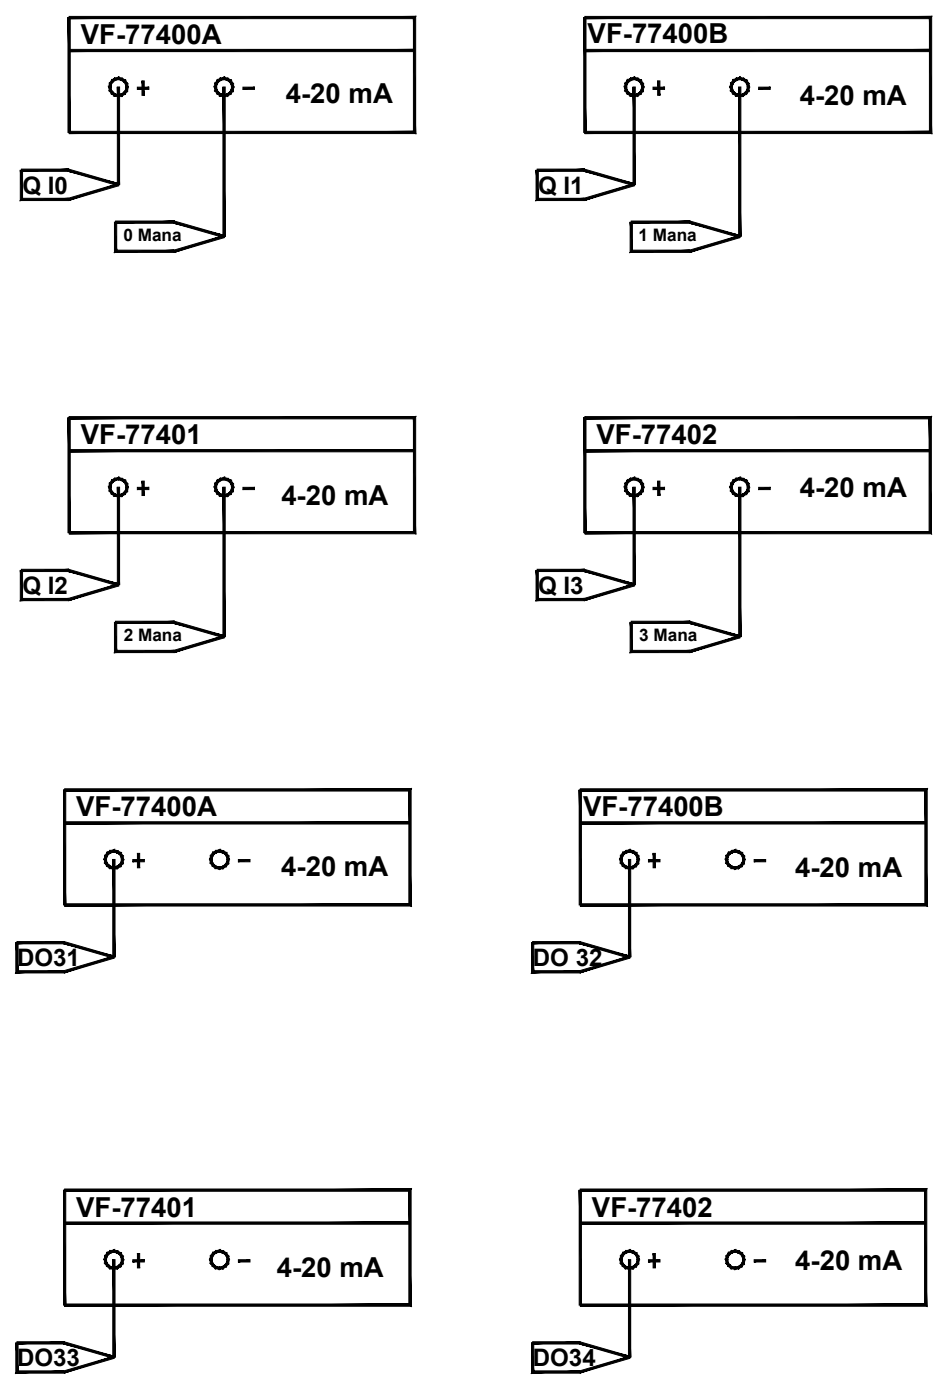 VF-77400A
+ − 4-20 mA
Q I0
0 Mana
VF-77400B
+ − 4-20 mA
Q I1
1 Mana
VF-77401
+ − 4-20 mA
Q I2
2 Mana
VF-77402
+ − 4-20 mA
Q I3
3 Mana
VF-77400A
+ − 4-20 mA
DO31
VF-77400B
+ − 4-20 mA
DO 32
VF-77401
+ − 4-20 mA
DO33
VF-77402
+ − 4-20 mA
DO34